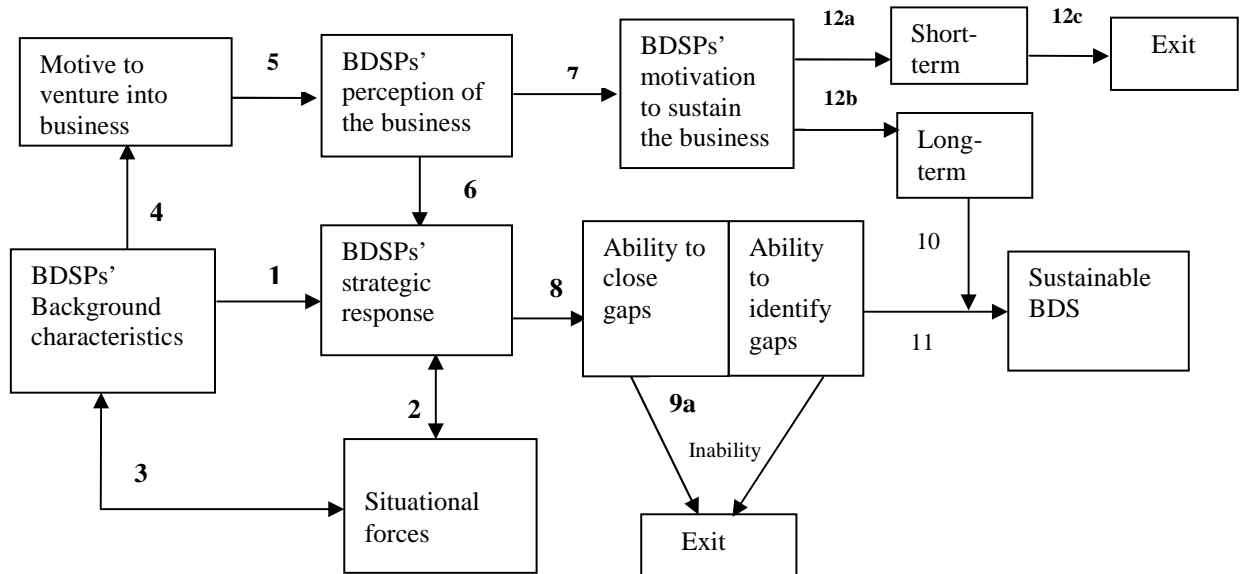 12a
12c
Short-
term
Exit
Motive to
venture into
business
5
BDSPs’
perception of
the business
7
BDSPs’
motivation
to sustain
the business
12b
Long-
term
4
6
10
BDSPs’
Background
characteristics
1
BDSPs’
strategic
response
8
Ability to
close
gaps
Ability
to
identify
gaps
11
Sustainable
BDS
2
9a
Inability
3
Situational
forces
Exit